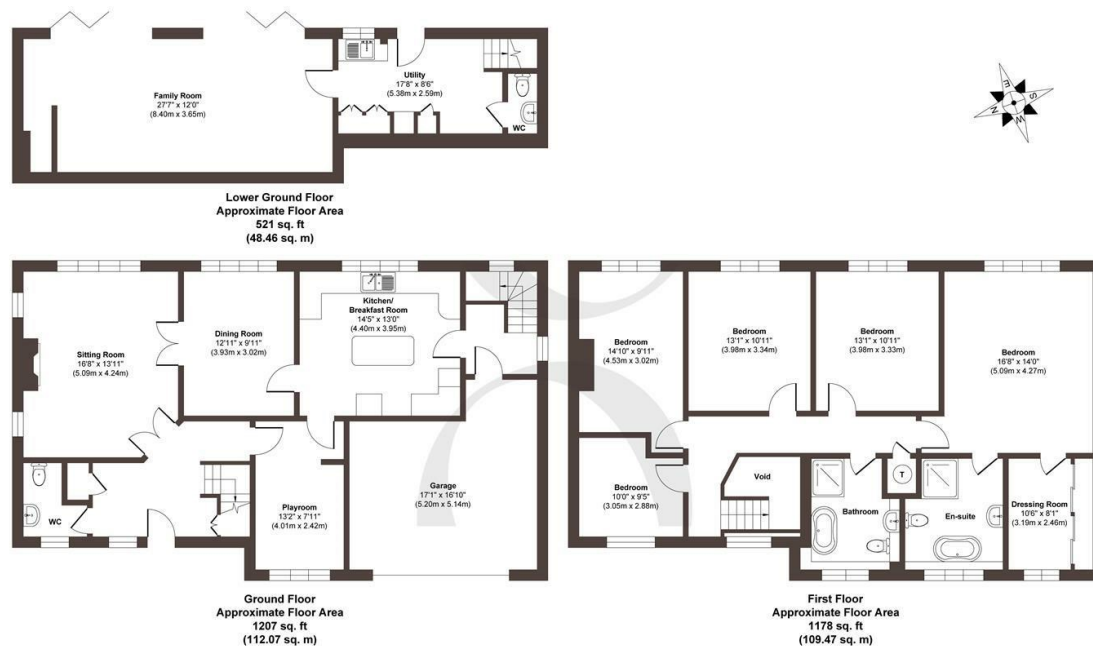 Family Room
27'7" x 12'0"
(8.40m x 3.65m)
Utility
17'8" x 8'6"
(5.38m x 2.59m)
WC
Lower Ground Floor
Approximate Floor Area
521 sq. ft
(48.46 sq. m)
E
S
N
W
Sitting Room
16'8" x 13'11"
(5.09m x 4.24m)
Dining Room
12'11" x 9'11"
(3.93m x 3.02m)
Kitchen/
Breakfast Room
14'5" x 13'0"
(4.40m x 3.95m)
WC
Playroom
13'2" x 7'11"
(4.01m x 2.42m)
Garage
17'1" x 16'10"
(5.20m x 5.14m)
Ground Floor
Approximate Floor Area
1207 sq. ft
(112.07 sq. m)
Bedroom
14'10" x 9'11"
(4.53m x 3.02m)
Bedroom
13'1" x 10'11"
(3.98m x 3.34m)
Bedroom
13'1" x 10'11"
(3.98m x 3.33m)
Bedroom
16'8" x 14'0"
(5.09m x 4.27m)
Bedroom
10'0" x 9'5"
(3.05m x 2.88m)
Void
T
Bathroom
En-suite
Dressing Room
10'6" x 8'1"
(3.19m x 2.46m)
First Floor
Approximate Floor Area
1178 sq. ft
(109.47 sq. m)